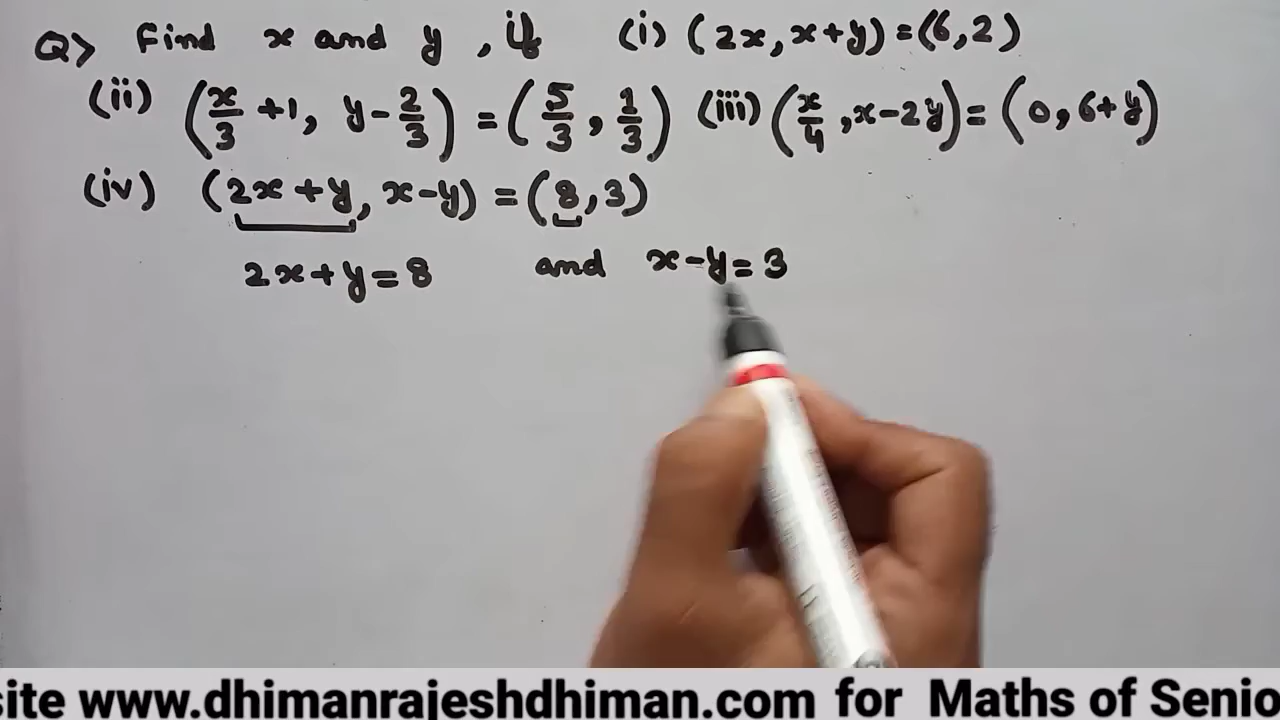 Q> Find x and y, if (i) (2x, x+y) = (6, 2)
(ii) (x/3 + 1, y - 2/3) = (5/3, 1/3) (iii) (x/4, x-2y) = (0, 6+y)
(iv) (2x + y, x-y) = (8, 3)
2x + y = 8 and x - y = 3
site www.dhimanrajeshdhiman.com for Maths of Senio